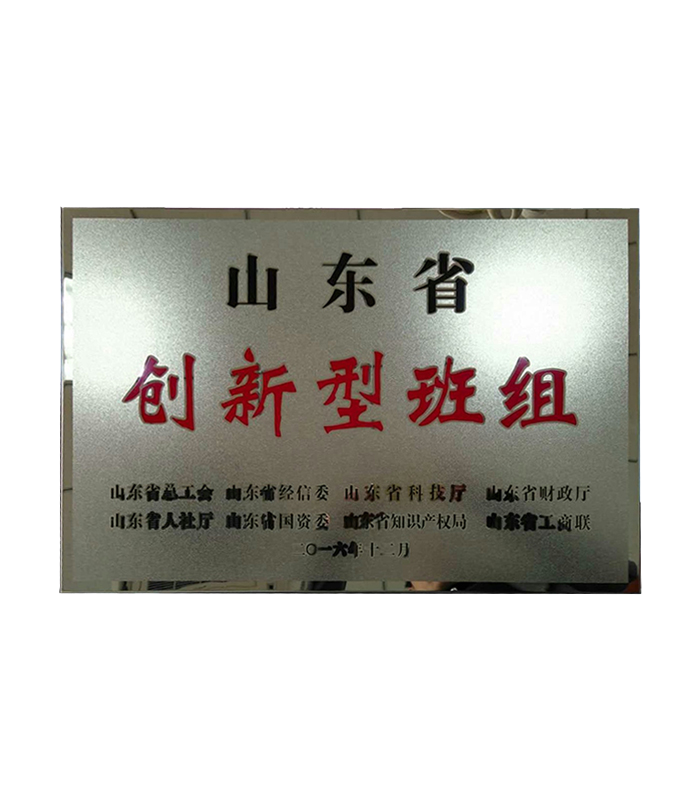 山东省
创新型班组
山东省总工会 山东省经信委 山东省科技厅 山东省财政厅
山东省人社厅 山东省国资委 山东省知识产权局 山东省工商联
二〇一六年十二月